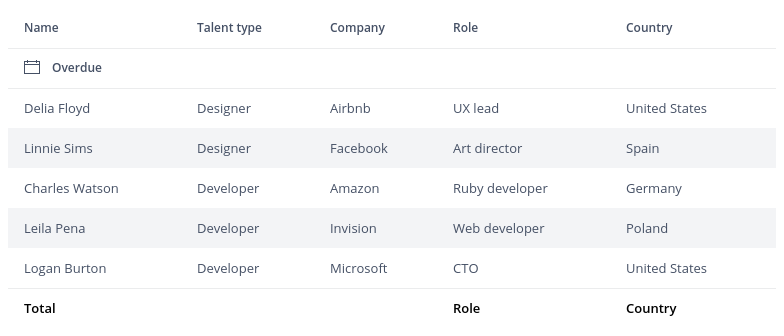 Name Talent type Company Role Country
Overdue
Delia Floyd Designer Airbnb UX lead United States
Linnie Sims Designer Facebook Art director Spain
Charles Watson Developer Amazon Ruby developer Germany
Leila Pena Developer Invision Web developer Poland
Logan Burton Developer Microsoft CTO United States
Total Role Country